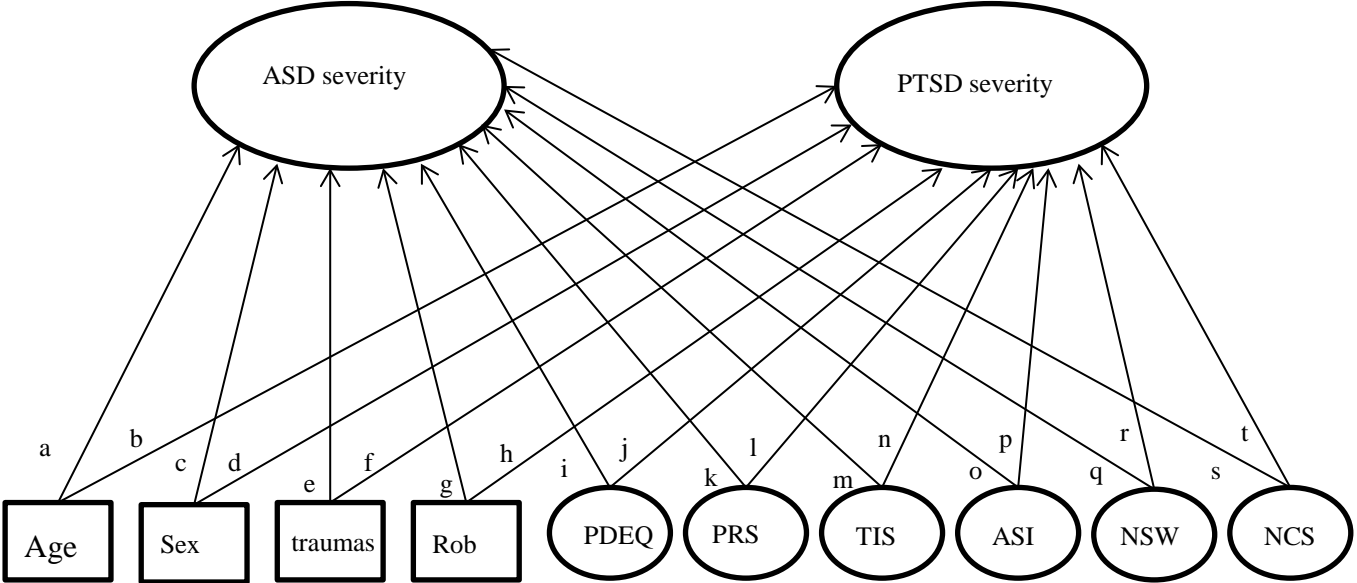 ASD severity
PTSD severity
a
b
c
d
e
f
g
h
i
j
k
l
m
n
o
p
q
r
s
t
Age
Sex
traumas
Rob
PDEQ
PRS
TIS
ASI
NSW
NCS